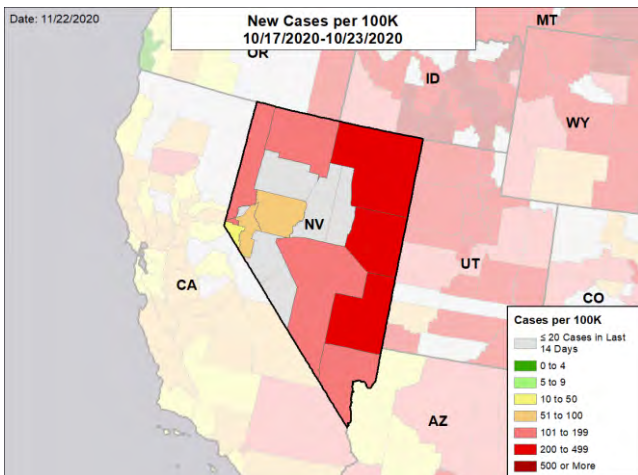 Date: 11/22/2020
New Cases per 100K
10/17/2020-10/23/2020
MT
OR
ID
WY
NV
UT
CA
CO
AZ
Cases per 100K
≤ 20 Cases in Last
14 Days
0 to 4
5 to 9
10 to 50
51 to 100
101 to 199
200 to 499
500 or More